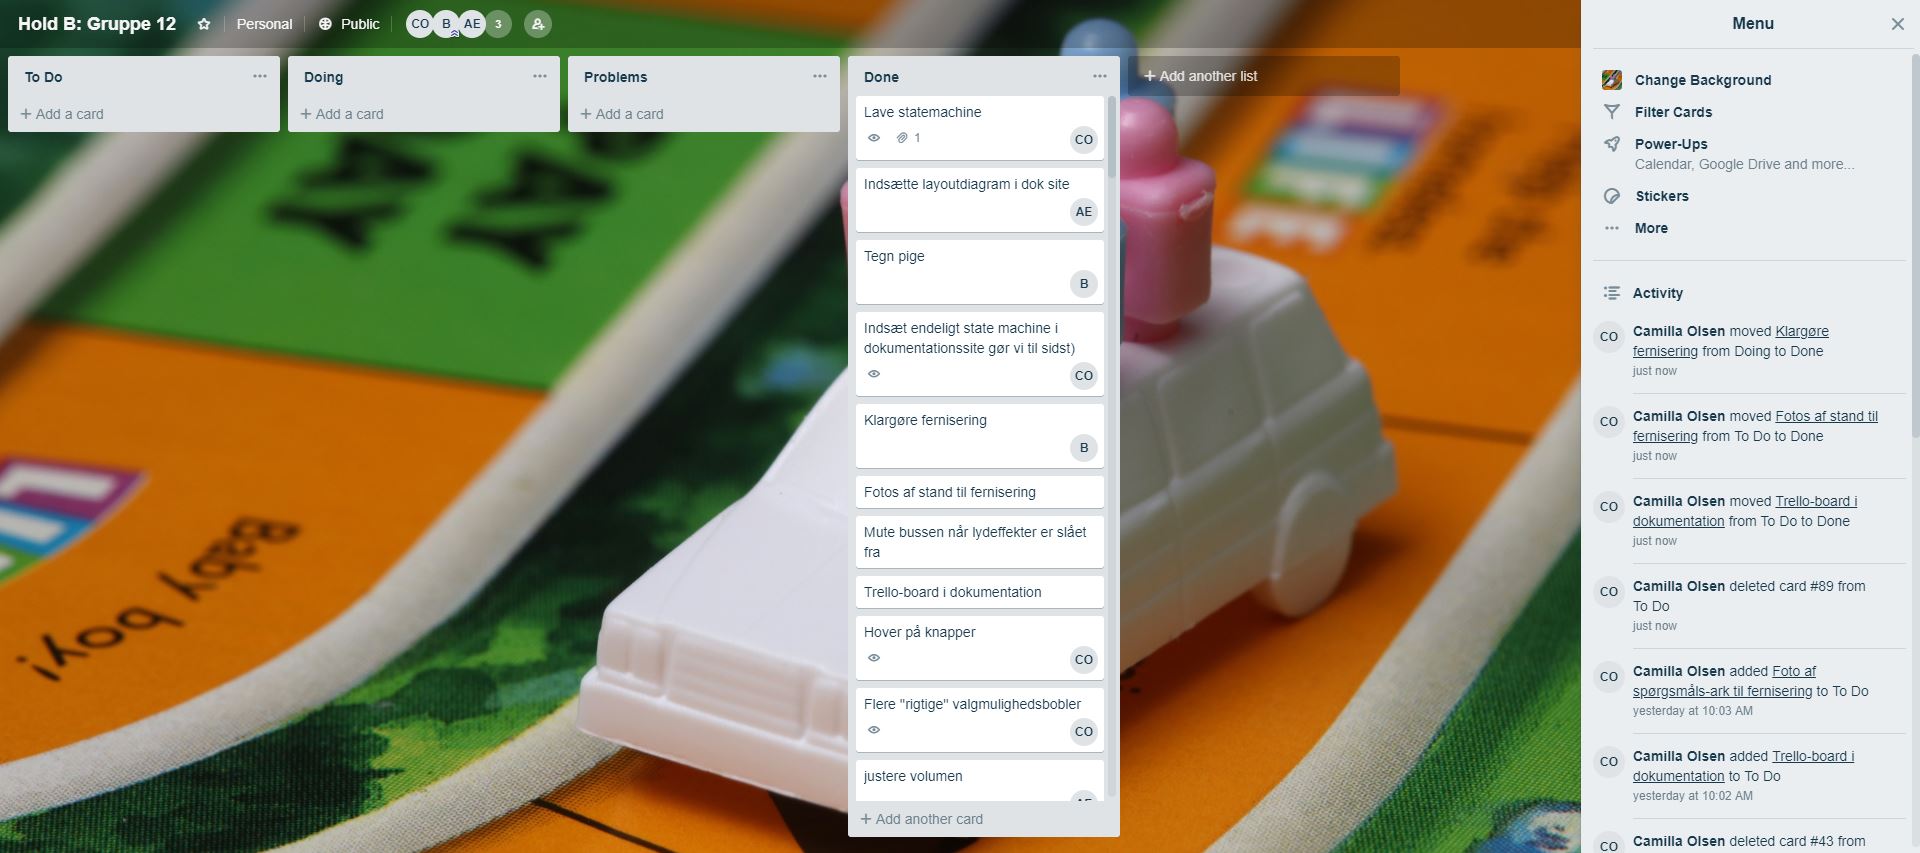 Hold B: Gruppe 12
Personal
Public
CO
B
AE
3
To Do
+ Add a card
Doing
+ Add a card
Problems
+ Add a card
Done
Lave statemachine
1
CO
Indsætte layoutdiagram i dok site
AE
Tegn pige
B
Indsæt endeligt state machine i
dokumentationssite gør vi til sidst)
CO
Klargøre fernisering
B
Fotos af stand til fernisering
Mute bussen når lydeffekter er slået
fra
Trello-board i dokumentation
Hover på knapper
CO
Flere "rigtige" valgmulighedsbobler
CO
justere volumen
AE
+ Add another card
+ Add another list
Baby boy!
Menu
Change Background
Filter Cards
Power-Ups
Calendar, Google Drive and more...
Stickers
More
Activity
CO
Camilla Olsen moved Klargøre
fernisering from Doing to Done
just now
CO
Camilla Olsen moved Fotos af stand til
fernisering from To Do to Done
just now
CO
Camilla Olsen moved Trello-board i
dokumentation from To Do to Done
just now
CO
Camilla Olsen deleted card #89 from
To Do
just now
CO
Camilla Olsen added Foto af
spørgsmåls-ark til fernisering to To Do
yesterday at 10:03 AM
CO
Camilla Olsen added Trello-board i
dokumentation to To Do
yesterday at 10:02 AM
CO
Camilla Olsen deleted card #43 from